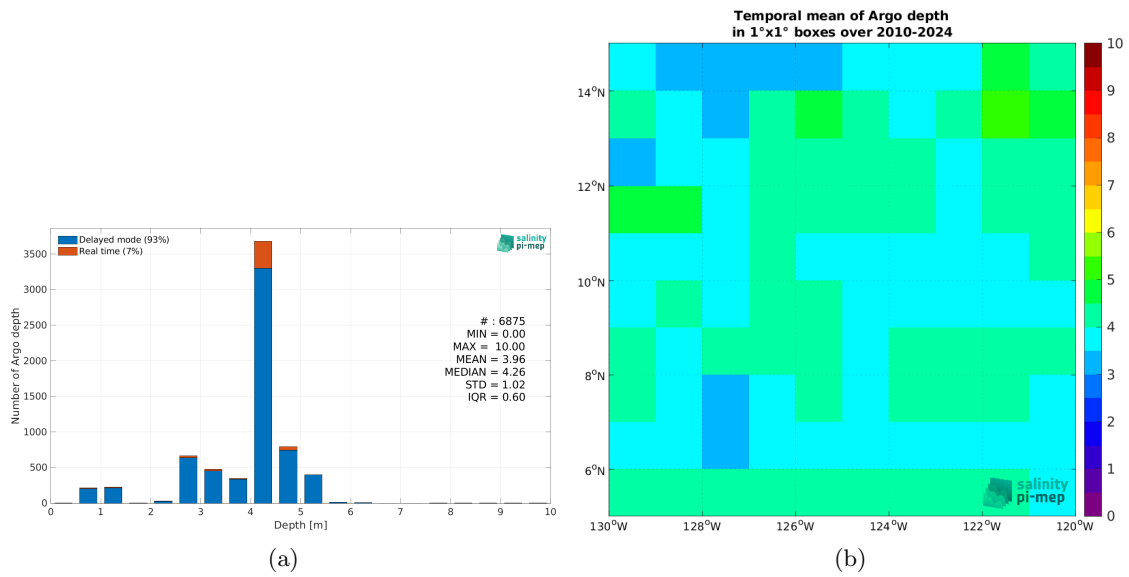 Delayed mode (93%)
Real time (7%)
salinity
pi-mep
# : 6875
MIN = 0.00
MAX = 10.00
MEAN = 3.96
MEDIAN = 4.26
STD = 1.02
IQR = 0.60
Number of Argo depth
3500
3000
2500
2000
1500
1000
500
0
0 1 2 3 4 5 6 7 8 9 10
Depth [m]
(a)
Temporal mean of Argo depth
in 1°x1° boxes over 2010-2024
14°N
12°N
10°N
8°N
6°N
130°W 128°W 126°W 124°W 122°W 120°W
salinity
pi-mep
10
9
8
7
6
5
4
3
2
1
0
(b)